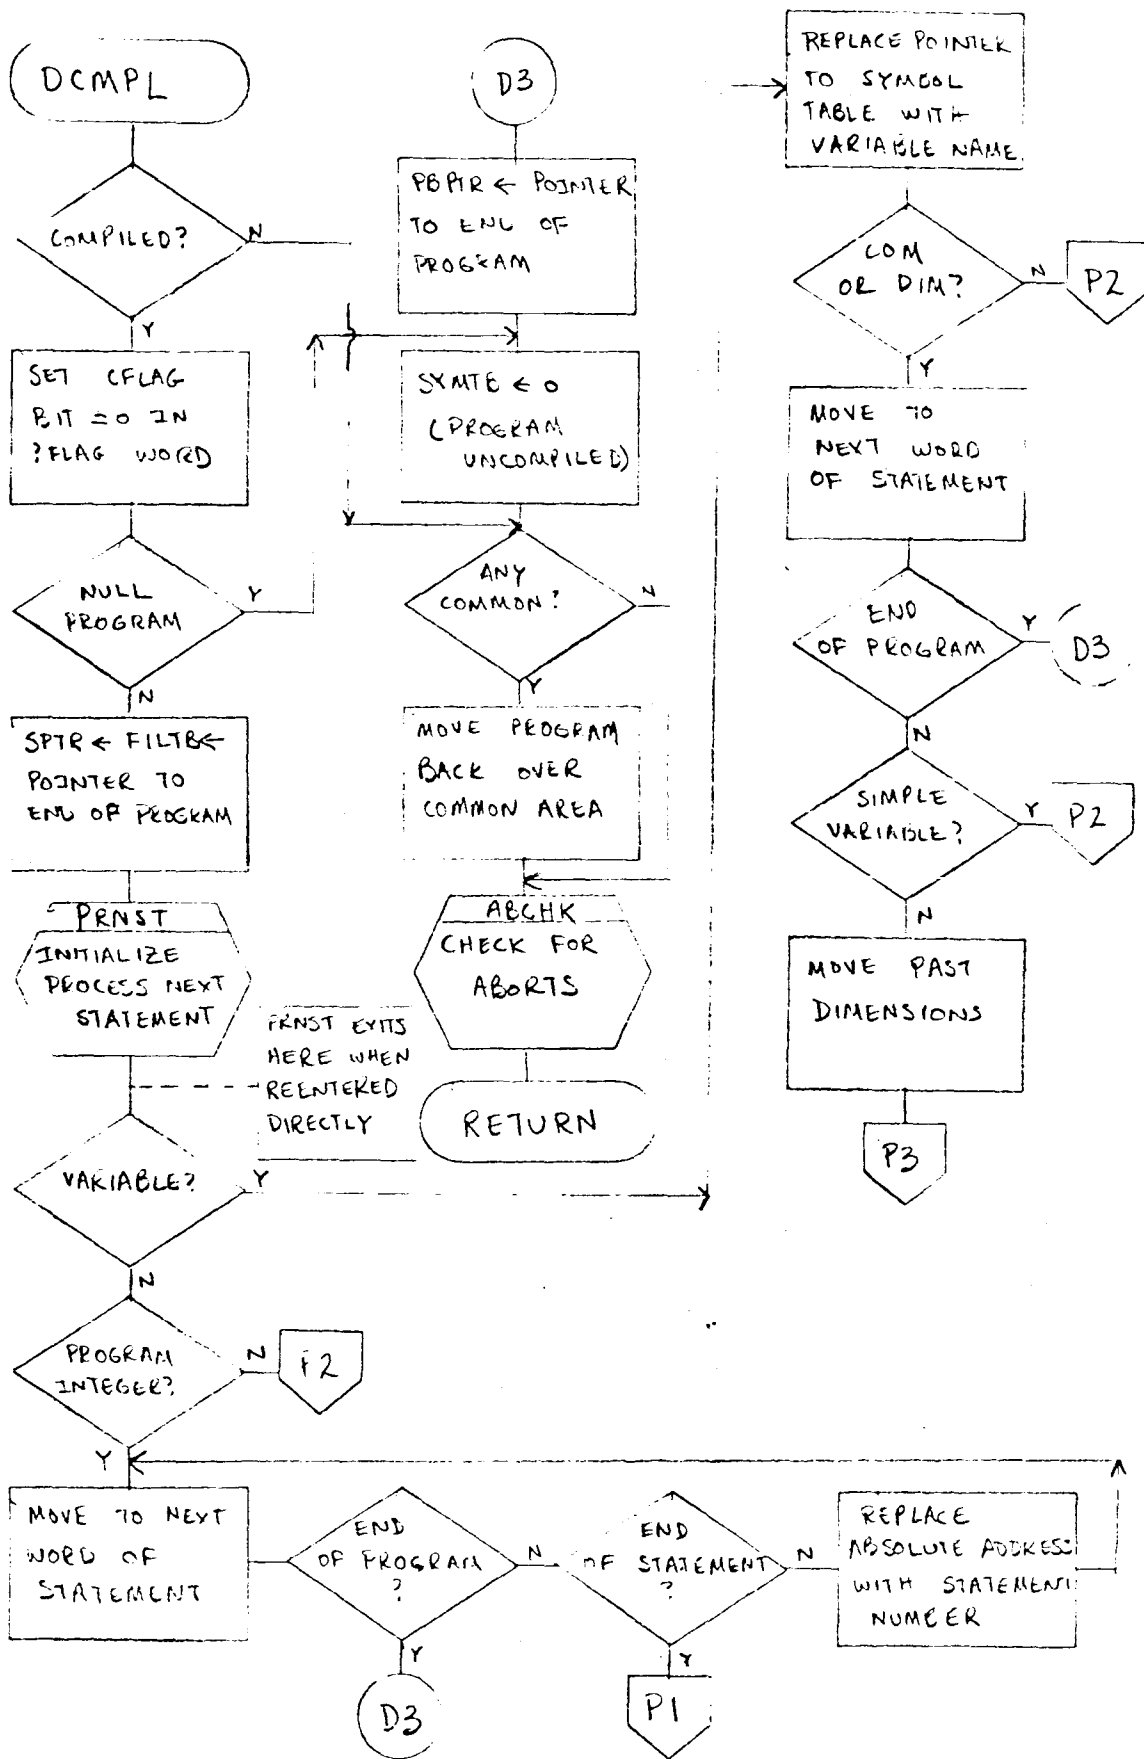 DCMPL
COMPILED?
N
Y
SET CFLAG
BIT = 0 IN
?FLAG WORD
NULL
PROGRAM
Y
N
SPTR ← FILTB ←
POINTER TO
END OF PROGRAM
PRNST
INITIALIZE
PROCESS NEXT
STATEMENT
PRNST EXITS
HERE WHEN
REENTERED
DIRECTLY
VARIABLE?
Y
N
PROGRAM
INTEGER?
N
P2
Y
MOVE TO NEXT
WORD OF
STATEMENT
END
OF PROGRAM
?
N
Y
D3
END
OF STATEMENT
?
N
Y
P1
REPLACE
ABSOLUTE ADDRESS
WITH STATEMENT
NUMBER
D3
PBPTR ← POINTER
TO END OF
PROGRAM
SYMTB ← 0
(PROGRAM
UNCOMPILED)
ANY
COMMON?
N
Y
MOVE PROGRAM
BACK OVER
COMMON AREA
ABCHK
CHECK FOR
ABORTS
RETURN
REPLACE POINTER
TO SYMBOL
TABLE WITH
VARIABLE NAME
COM
OR DIM?
N
P2
Y
MOVE TO
NEXT WORD
OF STATEMENT
END
OF PROGRAM
Y
D3
N
SIMPLE
VARIABLE?
Y
P2
N
MOVE PAST
DIMENSIONS
P3